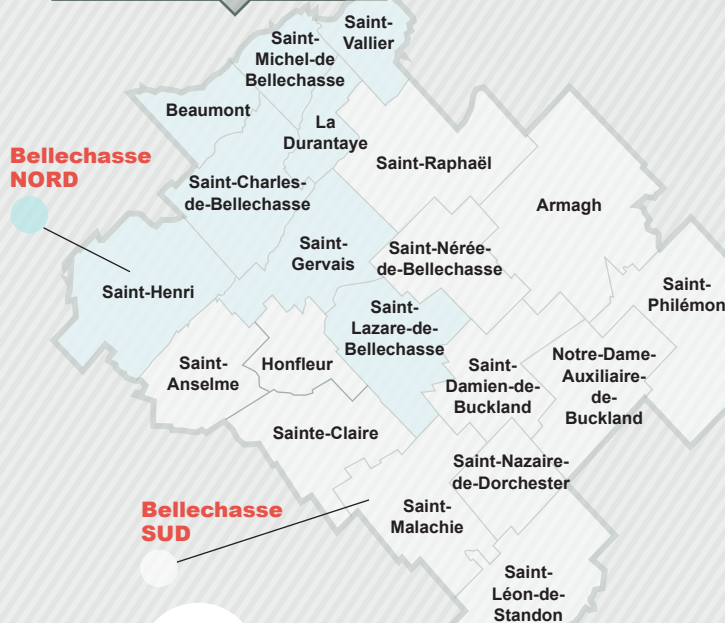 Saint-
Vallier
Saint-
Michel-de
Bellechasse
Beaumont
La
Durantaye
Bellechasse
NORD
Saint-Raphaël
Saint-Charles-
de-Bellechasse
Armagh
Saint-
Gervais
Saint-Nérée-
de-Bellechasse
Saint-Henri
Saint-
Philémon
Saint-
Lazare-de-
Bellechasse
Saint-
Anselme
Honfleur
Saint-
Damien-de-
Buckland
Notre-Dame-
Auxiliaire-
de-
Buckland
Sainte-Claire
Saint-Nazaire-
de-Dorchester
Bellechasse
SUD
Saint-
Malachie
Saint-
Léon-de-
Standon